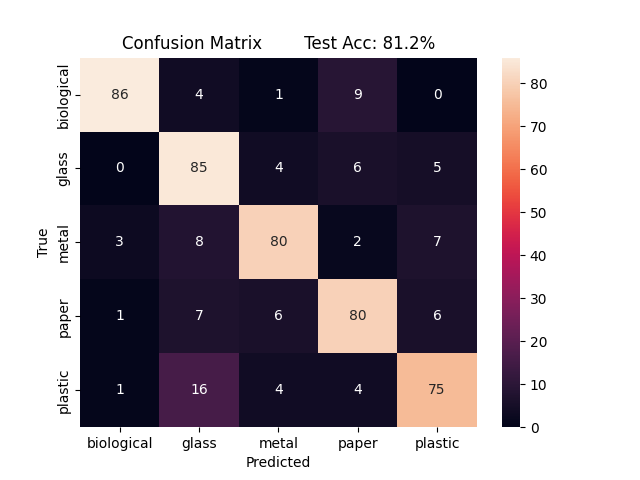 Confusion Matrix Test Acc: 81.2%
biological 86 4 1 9 0
glass 0 85 4 6 5
metal 3 8 80 2 7
paper 1 7 6 80 6
plastic 1 16 4 4 75
True
biological glass metal paper plastic
Predicted
80
70
60
50
40
30
20
10
0